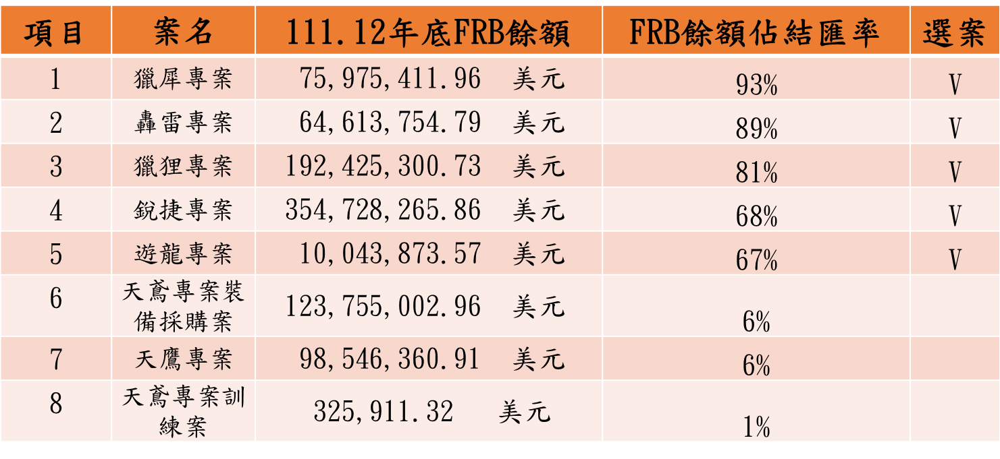 項目 案名 111.12年底FRB餘額 FRB餘額佔結匯率 選案
1 獵犀專案 75,975,411.96 美元 93% V
2 轟雷專案 64,613,754.79 美元 89% V
3 獵狸專案 192,425,300.73 美元 81% V
4 銳捷專案 354,728,265.86 美元 68% V
5 遊龍專案 10,043,873.57 美元 67% V
6 天鳶專案裝
備採購案 123,755,002.96 美元 6%
7 天鷹專案 98,546,360.91 美元 6%
8 天鳶專案訓
練案 325,911.32 美元 1%